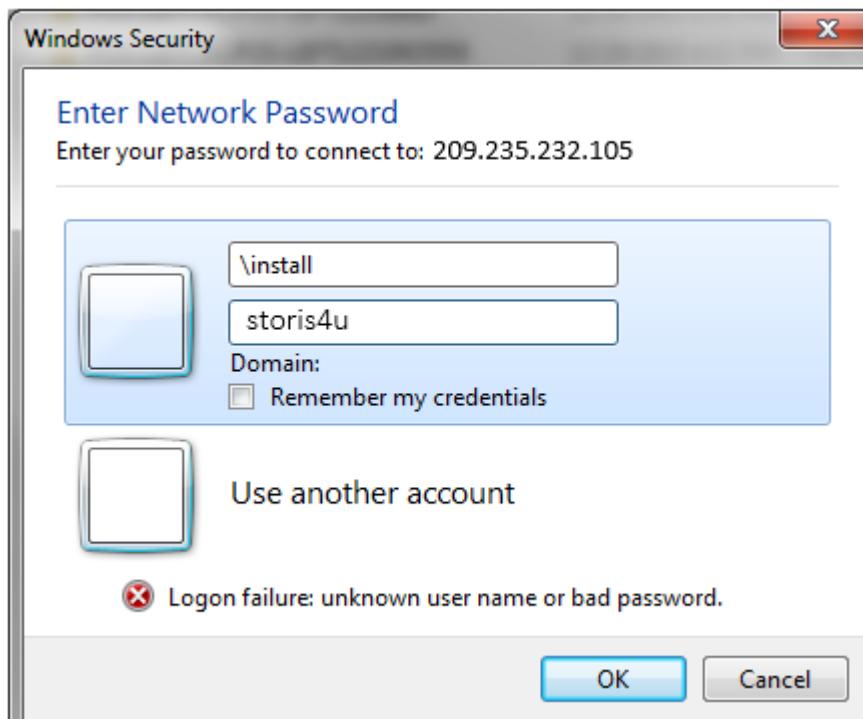 Windows Security
Enter Network Password
Enter your password to connect to: 209.235.232.105
\install
storis4u
Domain:
Remember my credentials
Use another account
Logon failure: unknown user name or bad password.
OK
Cancel